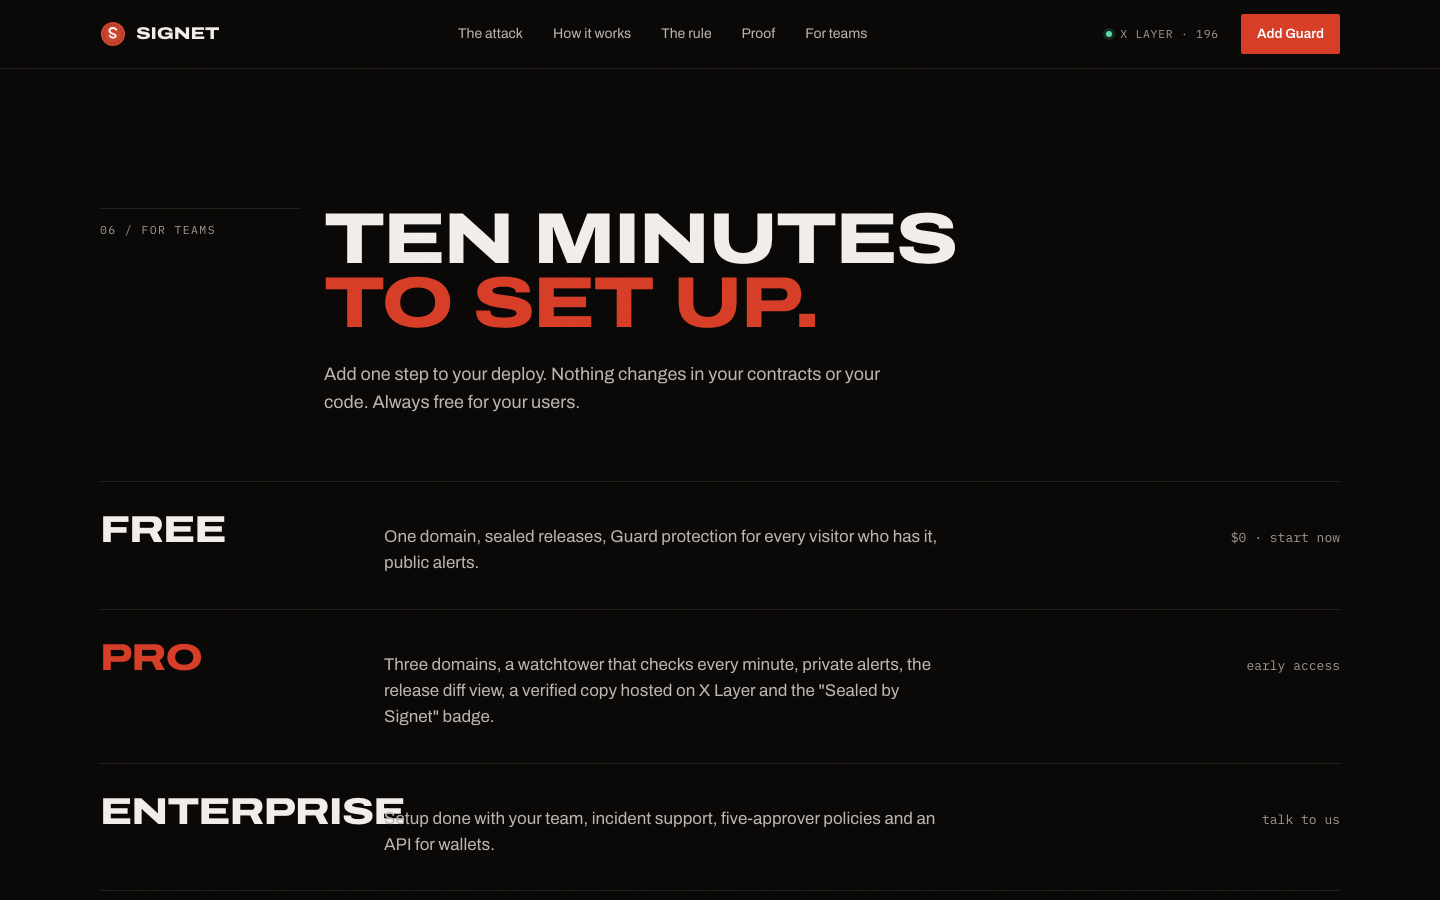 S SIGNET
The attack
How it works
The rule
Proof
For teams
X LAYER · 196
Add Guard
06 / FOR TEAMS
TEN MINUTES
TO SET UP.
Add one step to your deploy. Nothing changes in your contracts or your
code. Always free for your users.
FREE
One domain, sealed releases, Guard protection for every visitor who has it,
public alerts.
$0 · start now
PRO
Three domains, a watchtower that checks every minute, private alerts, the
release diff view, a verified copy hosted on X Layer and the "Sealed by
Signet" badge.
early access
ENTERPRISE
Setup done with your team, incident support, five-approver policies and an
API for wallets.
talk to us